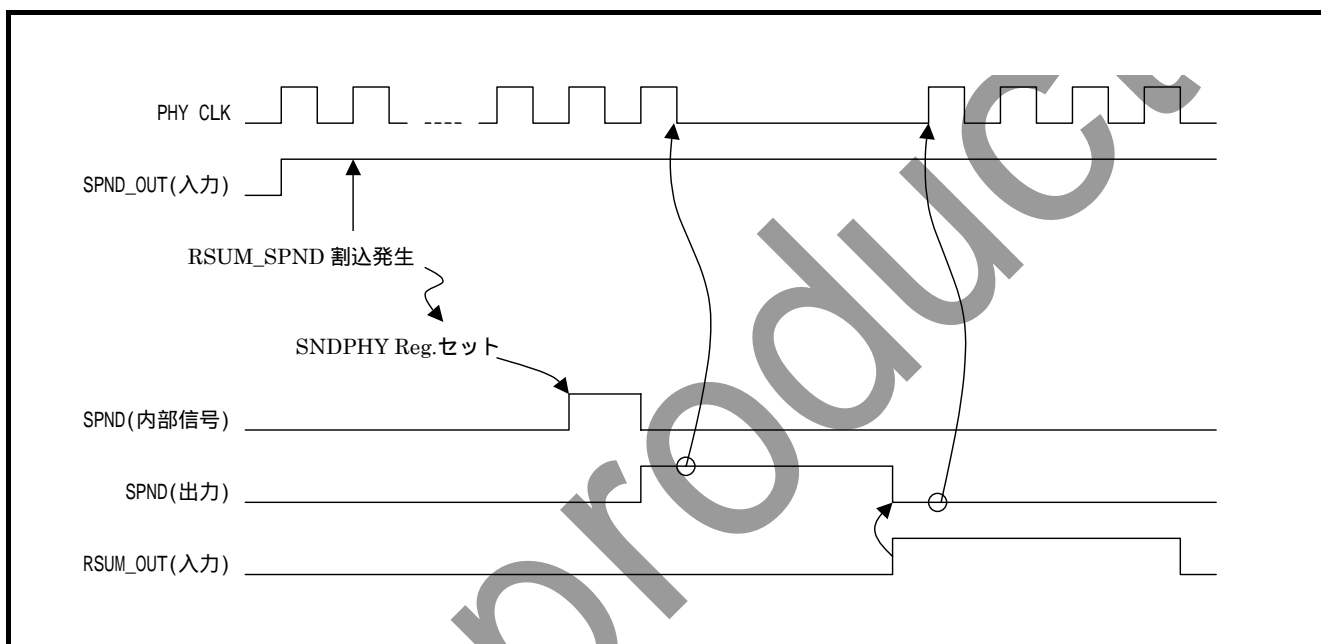 PHY CLK
SPND_OUT(入力)
RSUM_SPND 割込発生
SNDPHY Reg.セット
SPND(内部信号)
SPND(出力)
RSUM_OUT(入力)
product